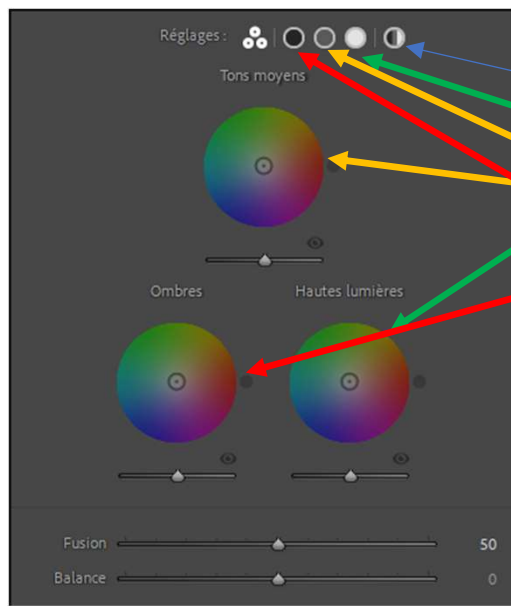 Réglages :
Tons moyens
Ombres
Hautes lumières
Fusion 50
Balance 0